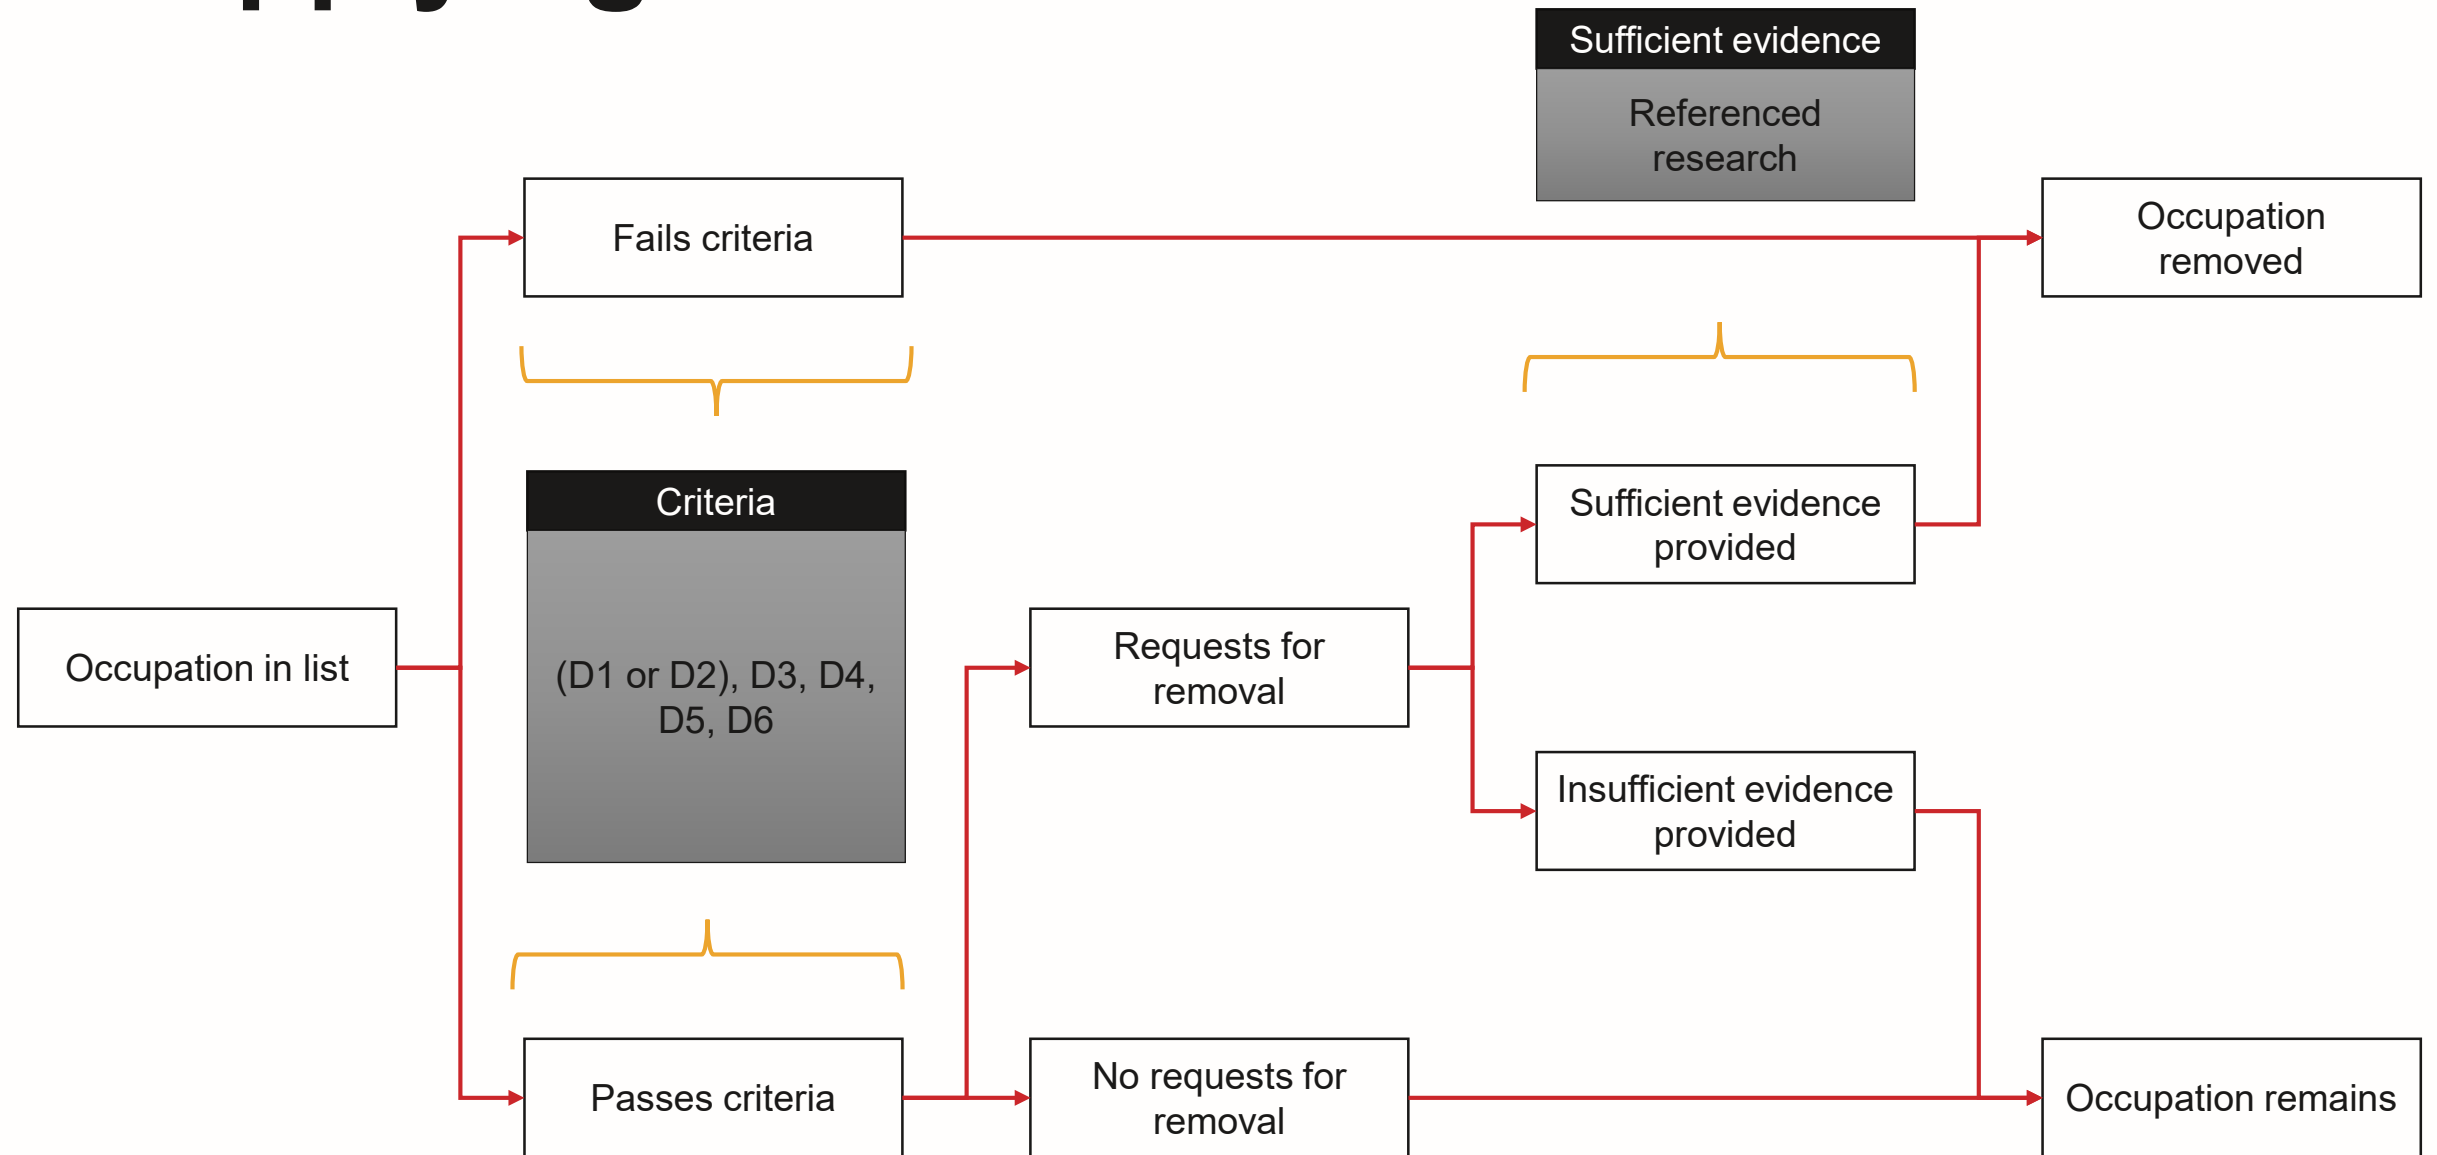 Sufficient evidence
Referenced
research
Fails criteria
Occupation
removed
Criteria
(D1 or D2), D3, D4,
D5, D6
Sufficient evidence
provided
Occupation in list
Requests for
removal
Insufficient evidence
provided
Passes criteria
No requests for
removal
Occupation remains